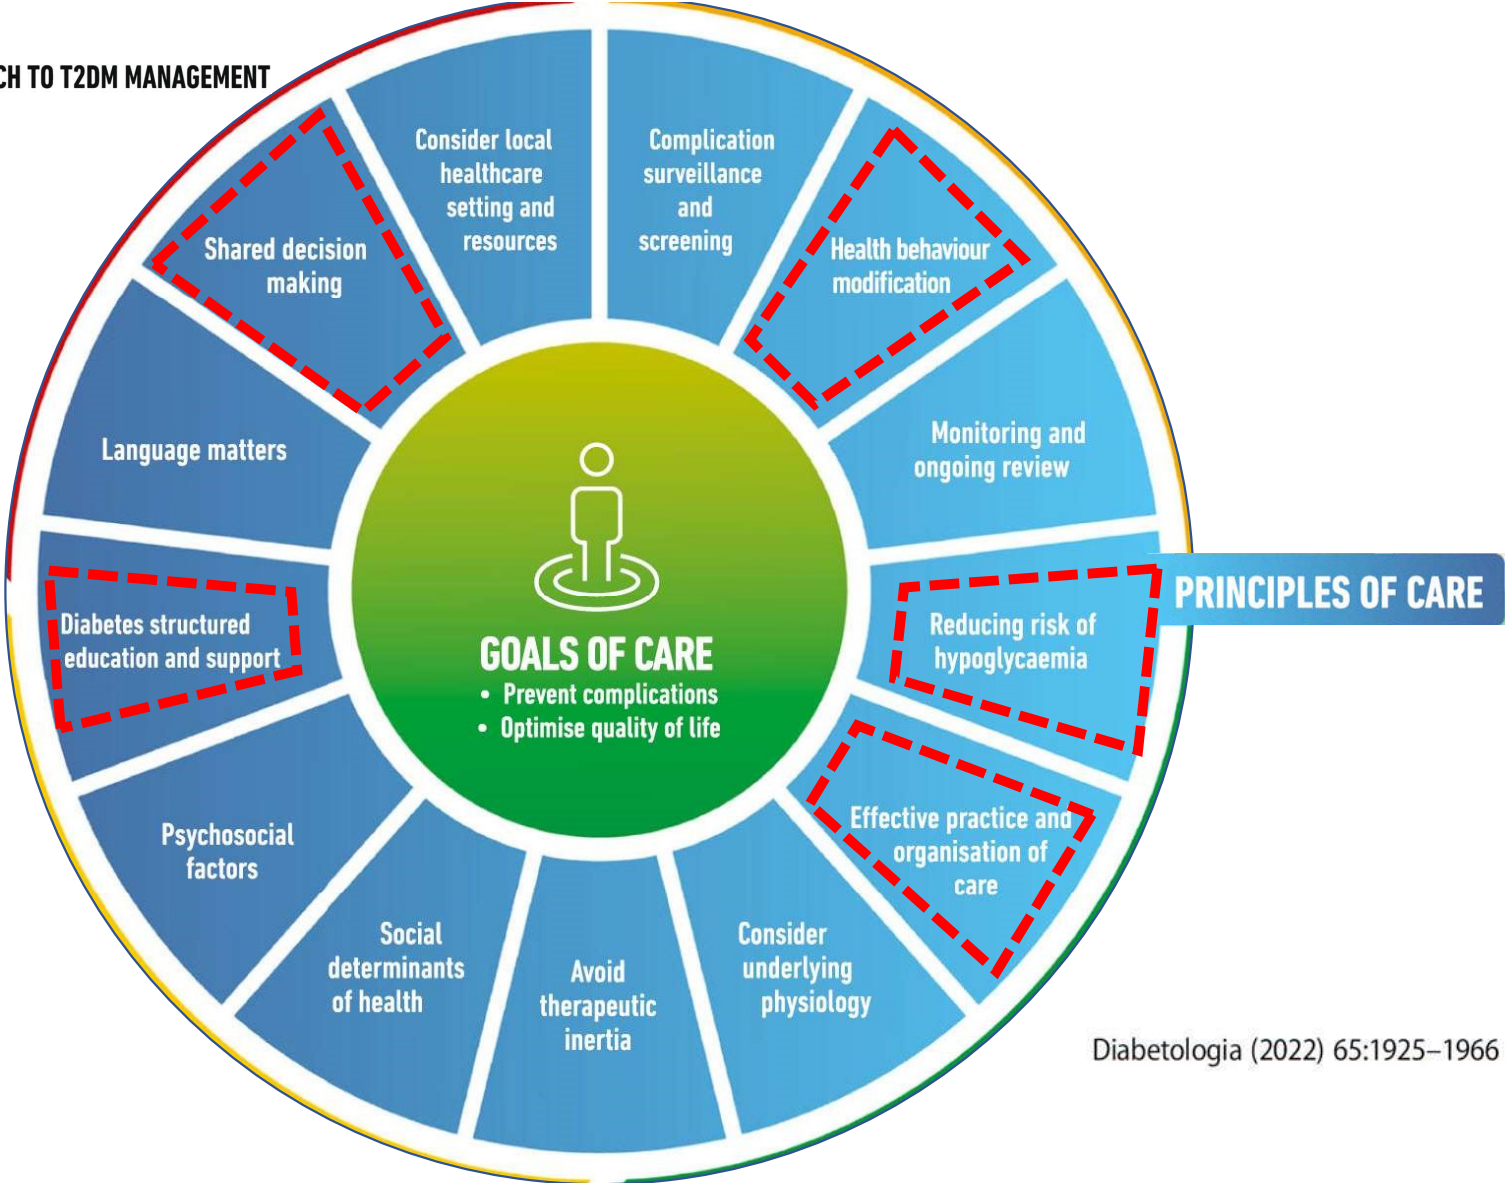 CH TO T2DM MANAGEMENT
Consider local
healthcare
setting and
resources
Complication
surveillance
and
screening
Health behaviour
modification
Monitoring and
ongoing review
Reducing risk of
hypoglycaemia
Effective practice and
organisation of
care
Consider
underlying
physiology
Avoid
therapeutic
inertia
Social
determinants
of health
Psychosocial
factors
Diabetes structured
education and support
Language matters
Shared decision
making
GOALS OF CARE
• Prevent complications
• Optimise quality of life
PRINCIPLES OF CARE
Diabetologia (2022) 65:1925–1966